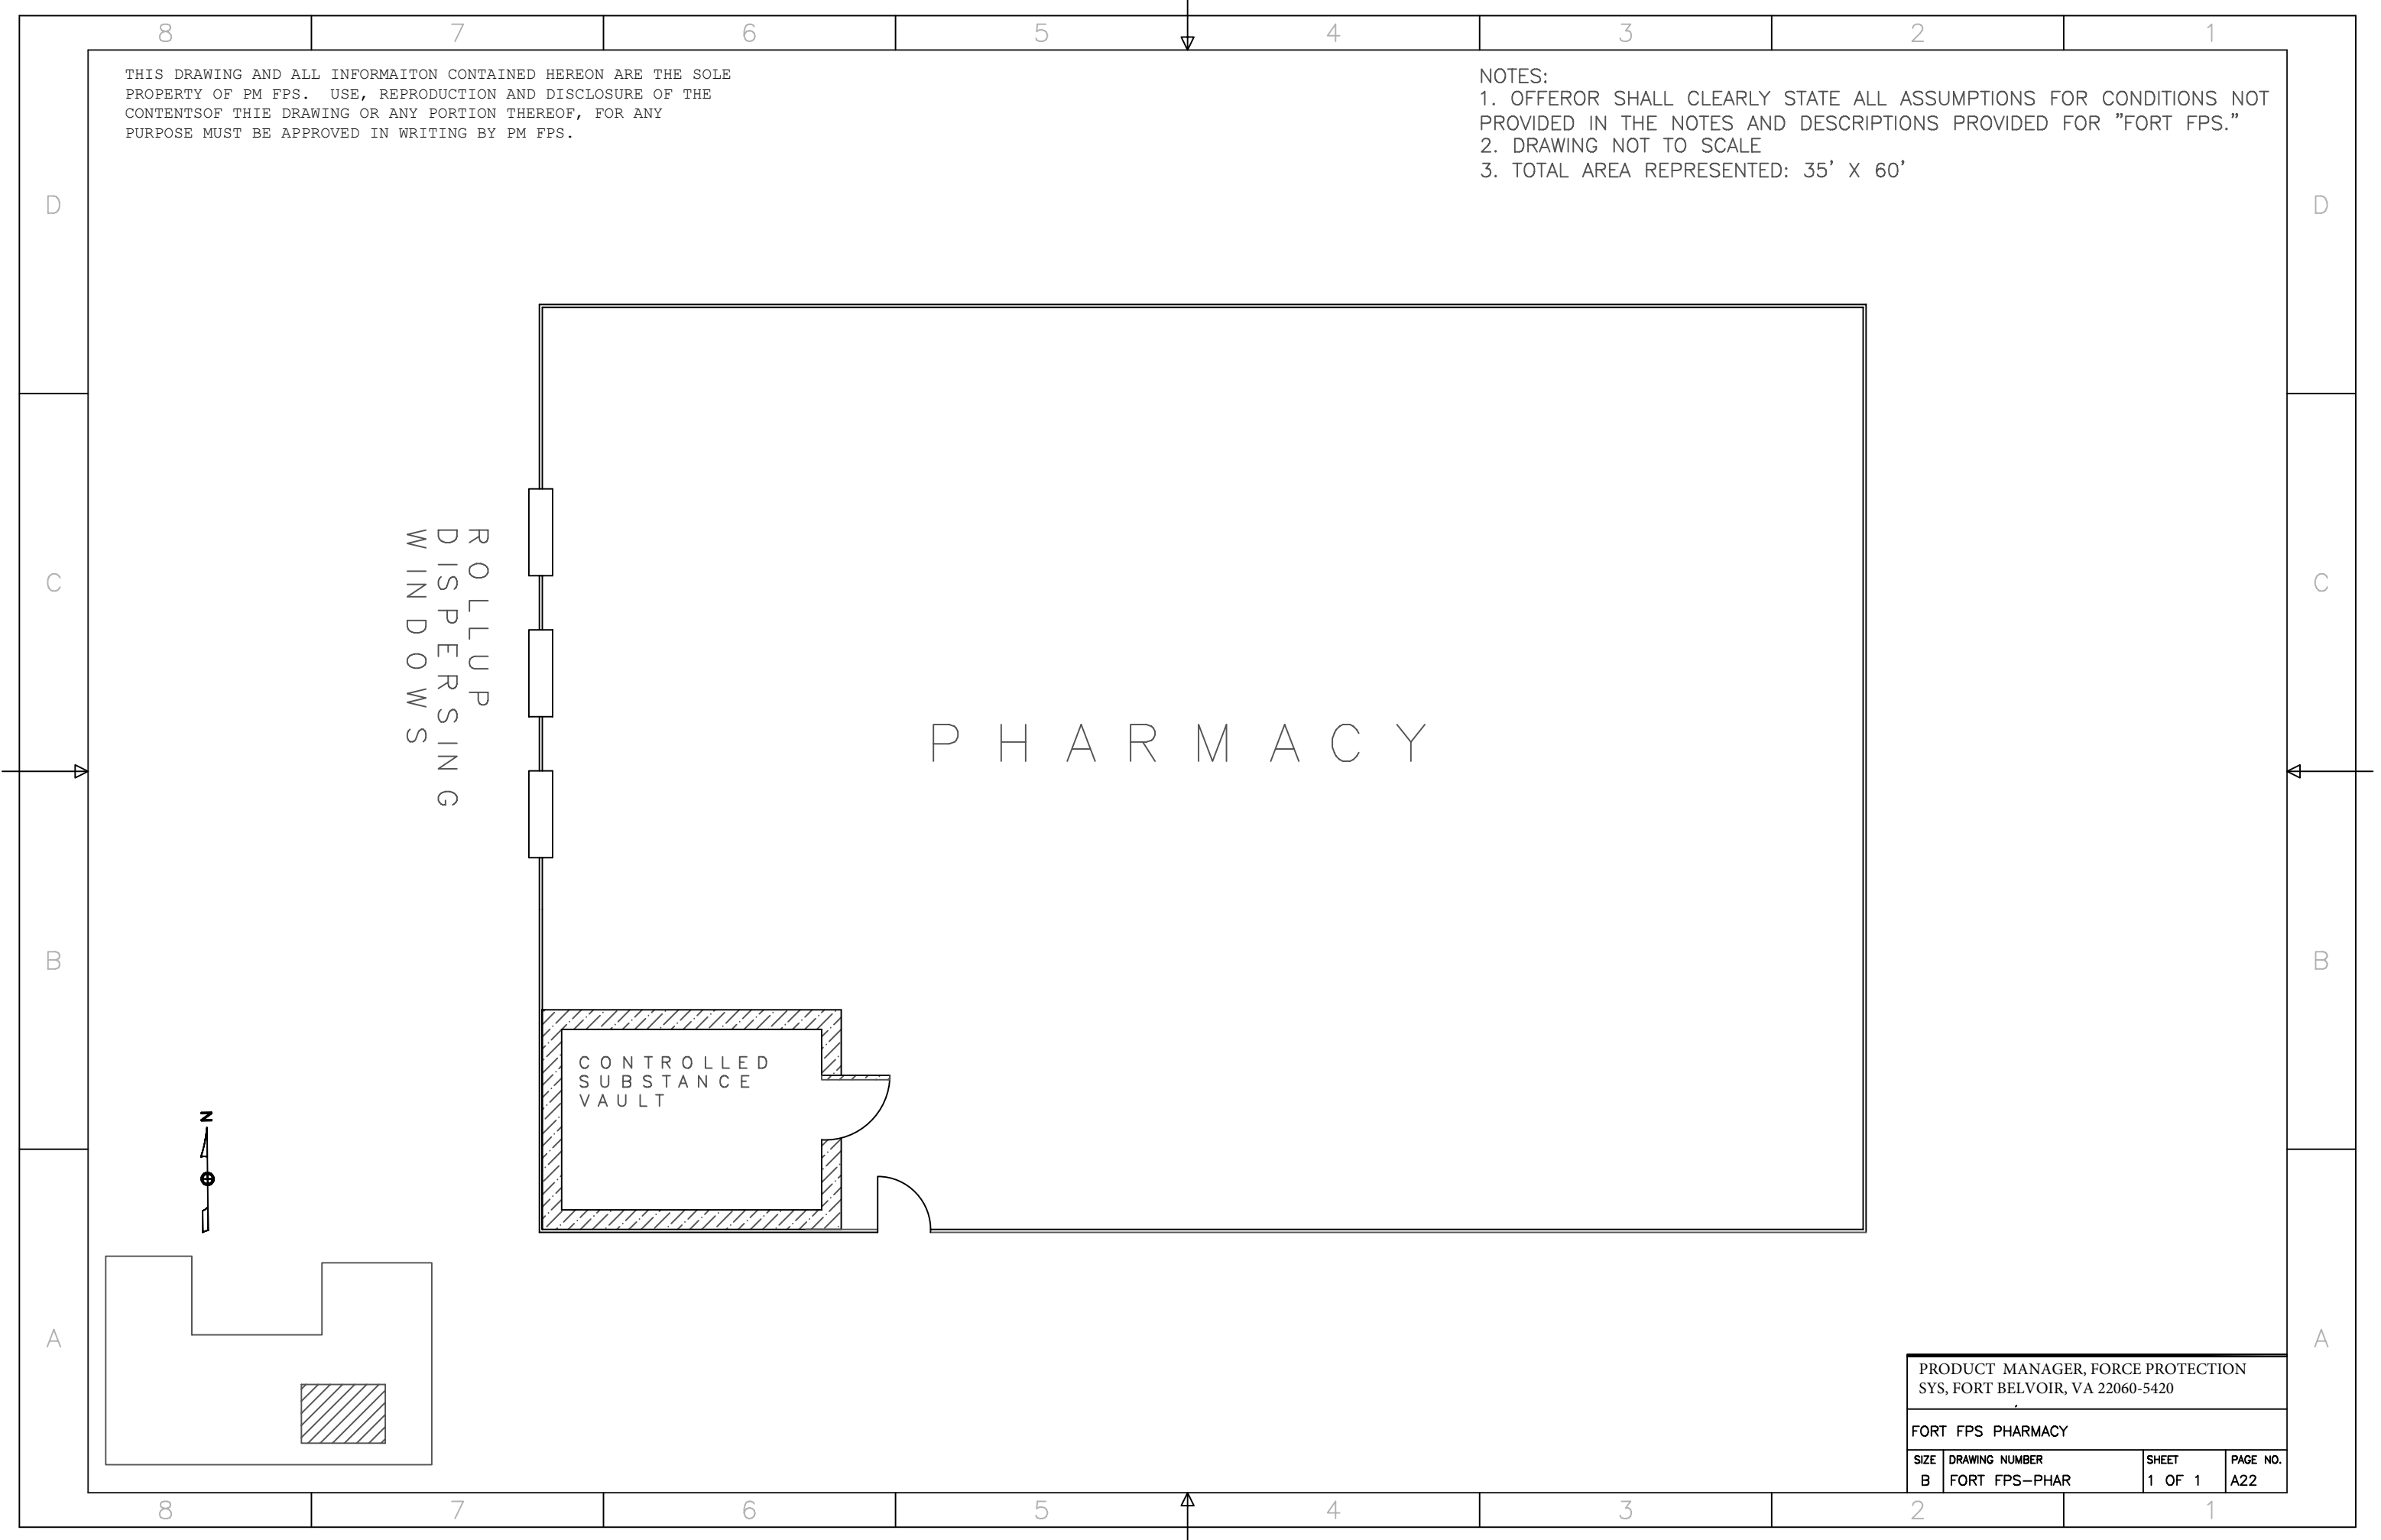 8 7 6 5 4 3 2 1
THIS DRAWING AND ALL INFORMAITON CONTAINED HEREON ARE THE SOLE
PROPERTY OF PM FPS.  USE, REPRODUCTION AND DISCLOSURE OF THE
CONTENTSOF THIE DRAWING OR ANY PORTION THEREOF, FOR ANY
PURPOSE MUST BE APPROVED IN WRITING BY PM FPS.
NOTES:
1. OFFEROR SHALL CLEARLY STATE ALL ASSUMPTIONS FOR CONDITIONS NOT
PROVIDED IN THE NOTES AND DESCRIPTIONS PROVIDED FOR "FORT FPS."
2. DRAWING NOT TO SCALE
3. TOTAL AREA REPRESENTED: 35' X 60'
D D
C C
ROLLUP
DISPERSING
WINDOWS
PHARMACY
B B
CONTROLLED
SUBSTANCE
VAULT
N
A A
PRODUCT MANAGER, FORCE PROTECTION
SYS, FORT BELVOIR, VA 22060-5420
FORT FPS PHARMACY
SIZE DRAWING NUMBER SHEET PAGE NO.
B FORT FPS-PHAR 1 OF 1 A22
8 7 6 5 4 3 2 1